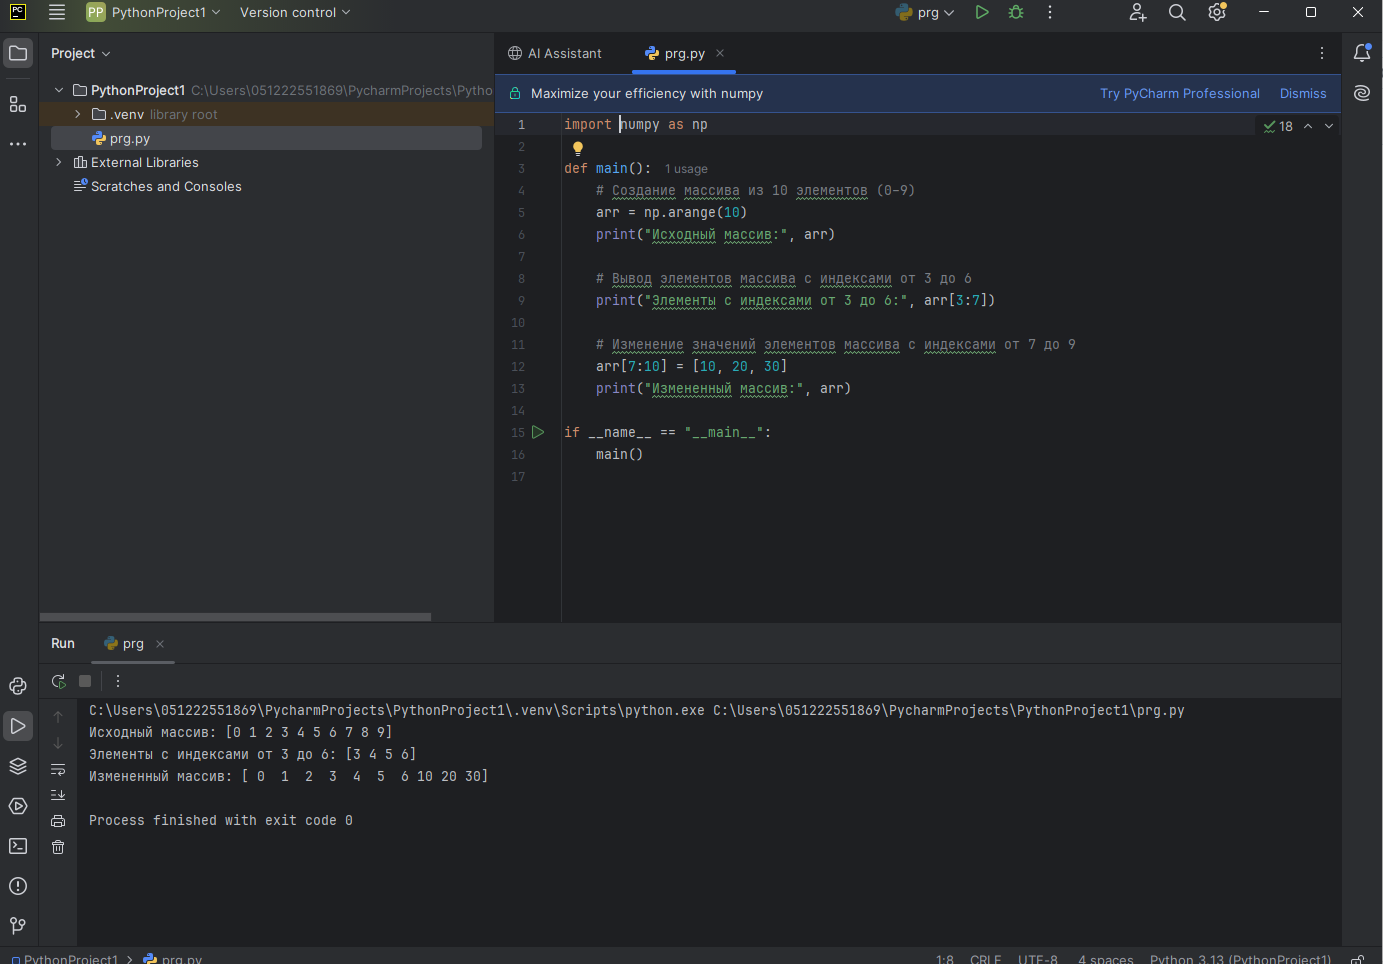 PC
PP PythonProject1 Version control prg
Project
PythonProject1 C:\Users\051222551869\PycharmProjects\Pytho
.venv library root
prg.py
External Libraries
Scratches and Consoles
AI Assistant prg.py
Maximize your efficiency with numpy Try PyCharm Professional Dismiss
18
1 import numpy as np
2
3 def main(): 1 usage
4 # Создание массива из 10 элементов (0-9)
5 arr = np.arange(10)
6 print("Исходный массив:", arr)
7
8 # Вывод элементов массива с индексами от 3 до 6
9 print("Элементы с индексами от 3 до 6:", arr[3:7])
10
11 # Изменение значений элементов массива с индексами от 7 до 9
12 arr[7:10] = [10, 20, 30]
13 print("Измененный массив:", arr)
14
15 if __name__ == "__main__":
16 main()
17
Run prg
C:\Users\051222551869\PycharmProjects\PythonProject1\.venv\Scripts\python.exe C:\Users\051222551869\PycharmProjects\PythonProject1\prg.py
Исходный массив: [0 1 2 3 4 5 6 7 8 9]
Элементы с индексами от 3 до 6: [3 4 5 6]
Измененный массив: [ 0  1  2  3  4  5  6 10 20 30]
Process finished with exit code 0
PythonProject1 > prg.py 1:8 CRLF UTF-8 4 spaces Python 3.13 (PythonProject1)